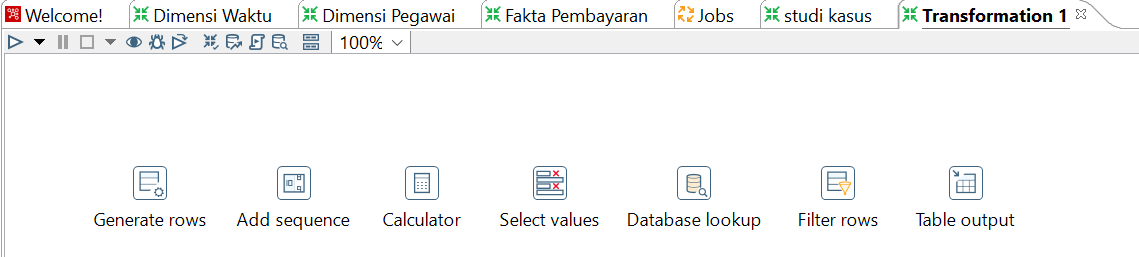 Welcome! Dimensi Waktu Dimensi Pegawai Fakta Pembayaran Jobs studi kasus Transformation 1
100%
Generate rows Add sequence Calculator Select values Database lookup Filter rows Table output